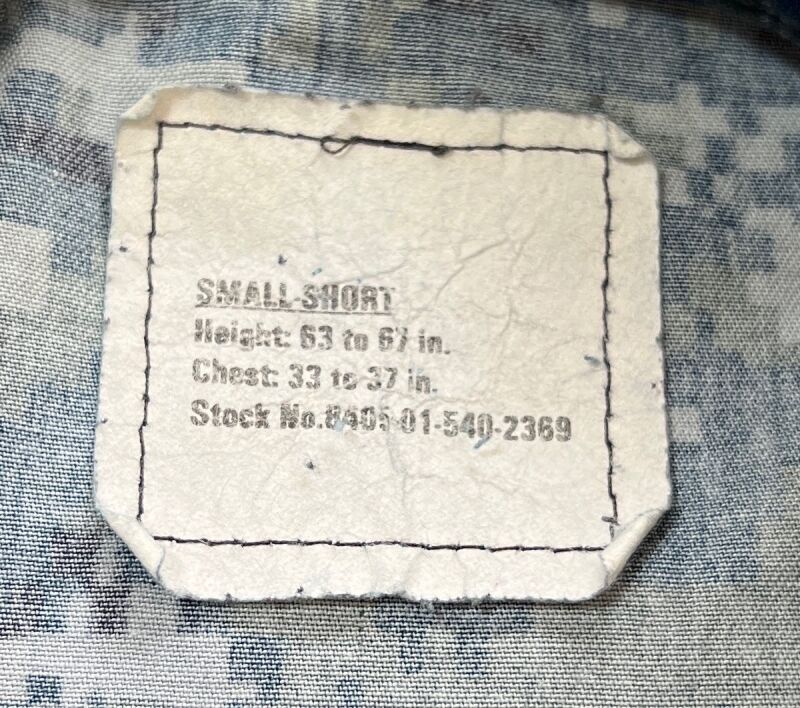 SMALL-SHORT
Height: 63 to 67 in.
Chest: 33 to 37 in.
Stock No.8405-01-540-2369